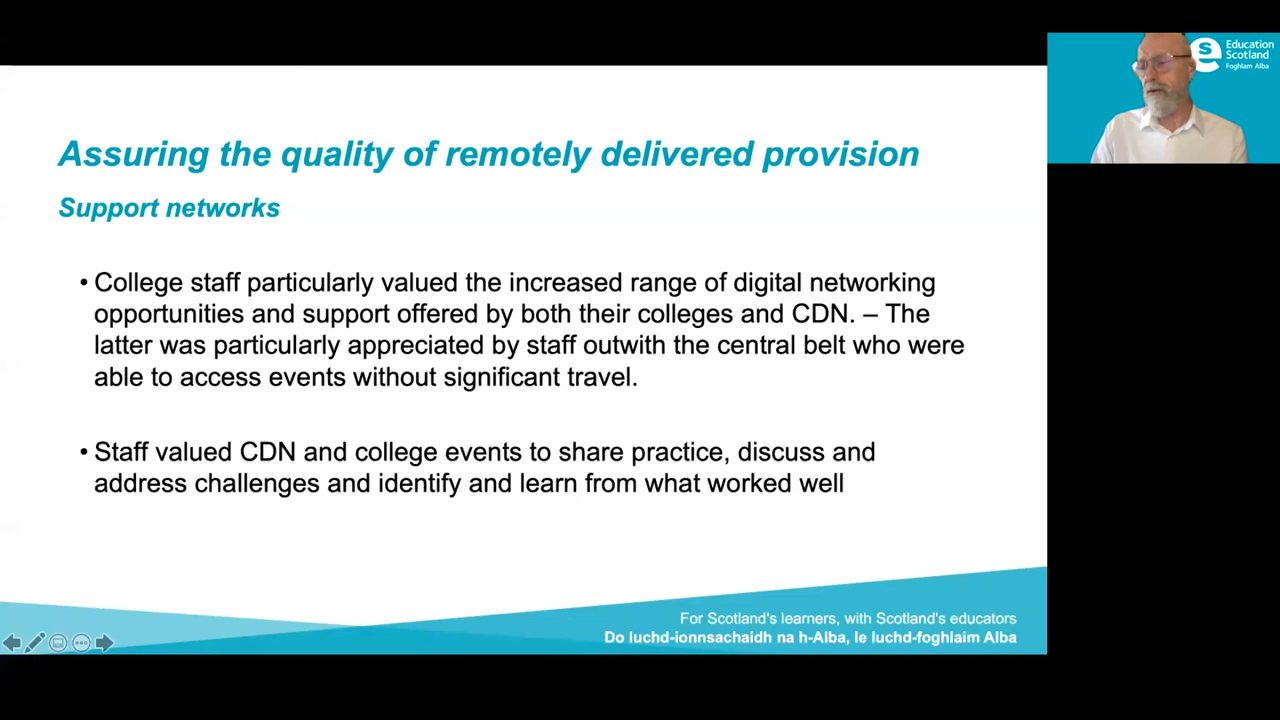 Assuring the quality of remotely delivered provision
Support networks
• College staff particularly valued the increased range of digital networking
opportunities and support offered by both their colleges and CDN. – The
latter was particularly appreciated by staff outwith the central belt who were
able to access events without significant travel.
• Staff valued CDN and college events to share practice, discuss and
address challenges and identify and learn from what worked well
For Scotland's learners, with Scotland's educators
Do luchd-ionnsachaidh na h-Alba, le luchd-foghlaim Alba
Education
Scotland
Foghlam Alba